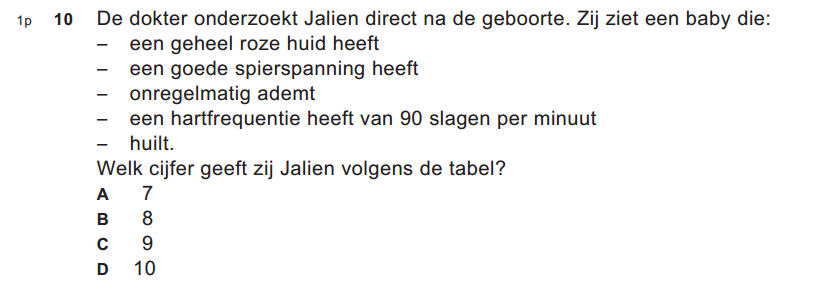 1p 10 De dokter onderzoekt Jalien direct na de geboorte. Zij ziet een baby die:
– een geheel roze huid heeft
– een goede spierspanning heeft
– onregelmatig ademt
– een hartfrequentie heeft van 90 slagen per minuut
– huilt.
Welk cijfer geeft zij Jalien volgens de tabel?
A 7
B 8
C 9
D 10